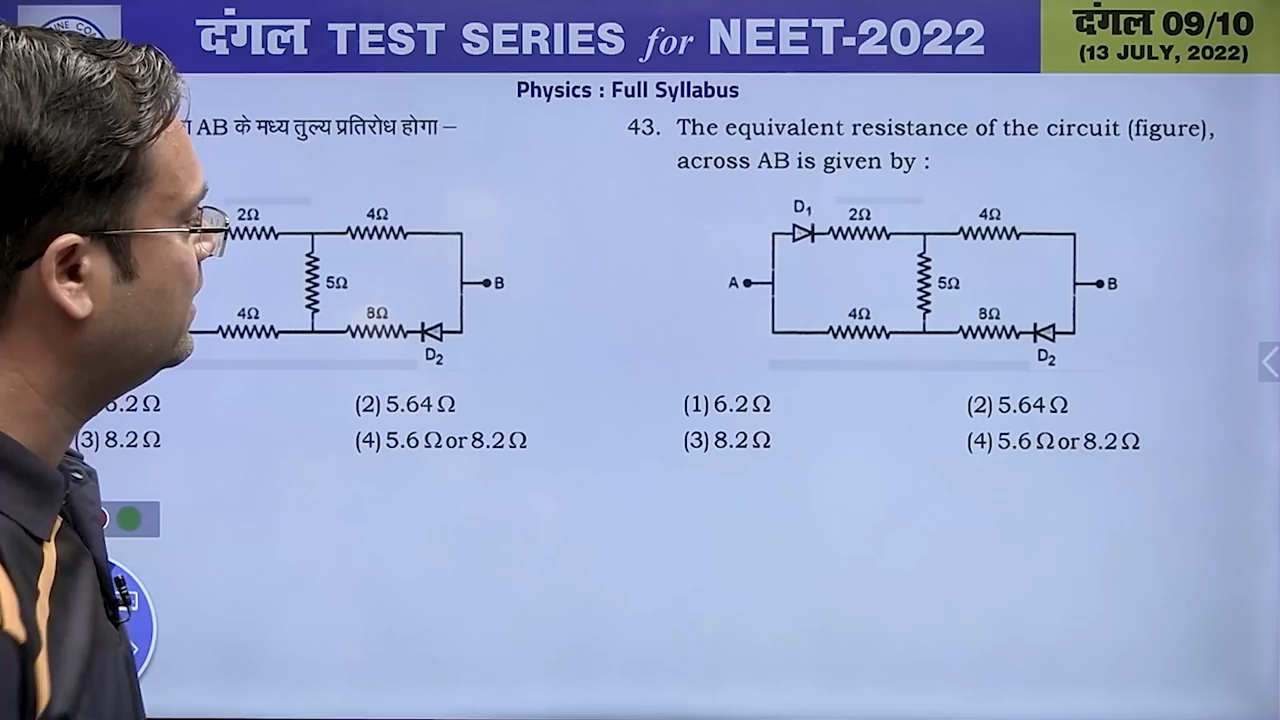 दंगल TEST SERIES for NEET-2022
दंगल 09/10
(13 JULY, 2022)
Physics : Full Syllabus
AB के मध्य तुल्य प्रतिरोध होगा –
2Ω
4Ω
5Ω
B
4Ω
8Ω
D2
6.2 Ω
(2) 5.64 Ω
(3) 8.2 Ω
(4) 5.6 Ω or 8.2 Ω
43. The equivalent resistance of the circuit (figure),
across AB is given by :
D1
2Ω
4Ω
A
5Ω
B
4Ω
8Ω
D2
(1) 6.2 Ω
(2) 5.64 Ω
(3) 8.2 Ω
(4) 5.6 Ω or 8.2 Ω